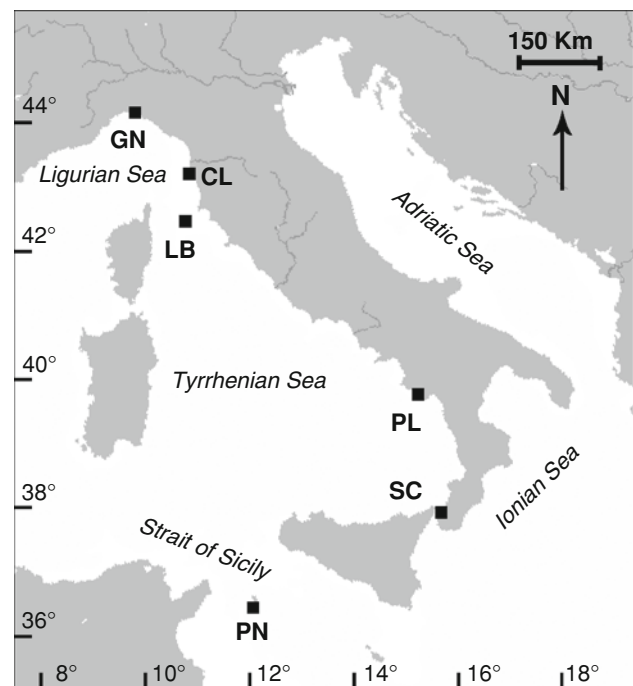 150 Km
N
44°
GN
Ligurian Sea
CL
Adriatic Sea
42°
LB
40°
Tyrrhenian Sea
PL
SC
Ionian Sea
38°
Strait of Sicily
36°
PN
8°
10°
12°
14°
16°
18°